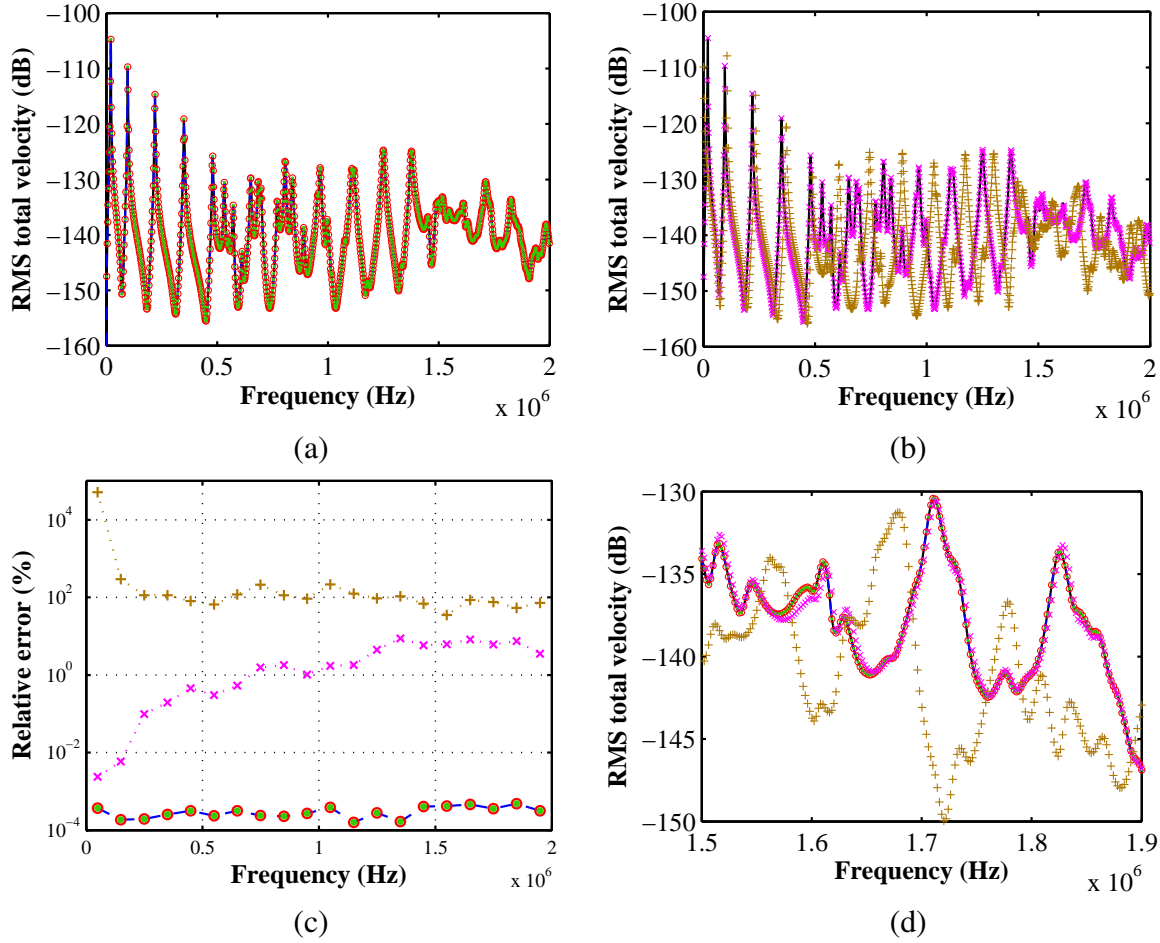 −100
−110
−120
−130
−140
−150
−160
RMS total velocity (dB)
0 0.5 1 1.5 2
Frequency (Hz)
x 10^6
(a)
−100
−110
−120
−130
−140
−150
−160
RMS total velocity (dB)
0 0.5 1 1.5 2
Frequency (Hz)
x 10^6
(b)
10^4
10^2
10^0
10^−2
10^−4
Relative error (%)
0 0.5 1 1.5 2
Frequency (Hz)
x 10^6
(c)
−130
−135
−140
−145
−150
RMS total velocity (dB)
1.5 1.6 1.7 1.8 1.9
Frequency (Hz)
x 10^6
(d)